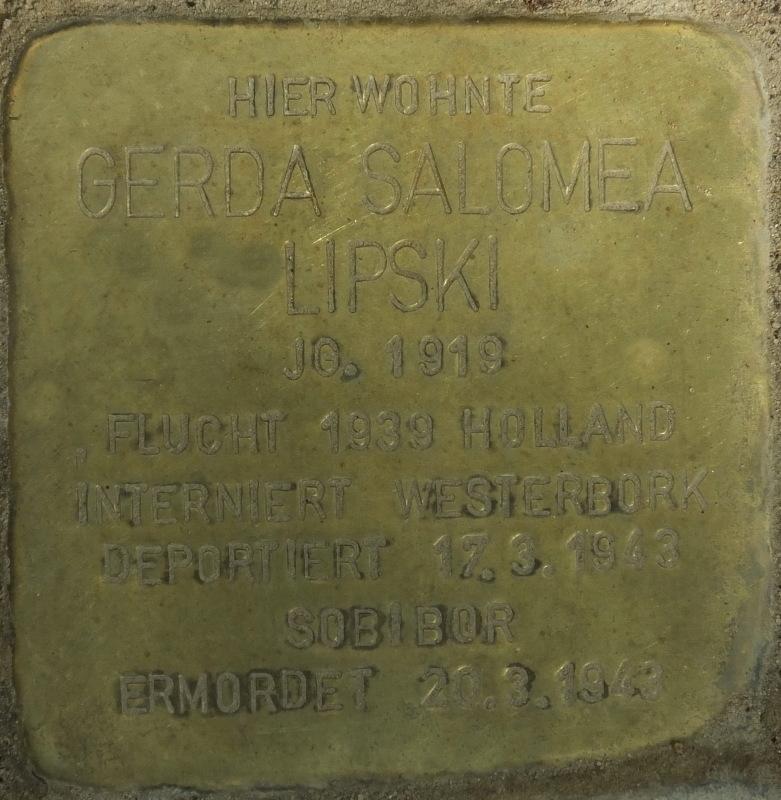 HIER WOHNTE
GERDA SALOMEA
LIPSKI
JG. 1919
FLUCHT 1939 HOLLAND
INTERNIERT WESTERBORK
DEPORTIERT 17.3.1943
SOBIBOR
ERMORDET 20.3.1943